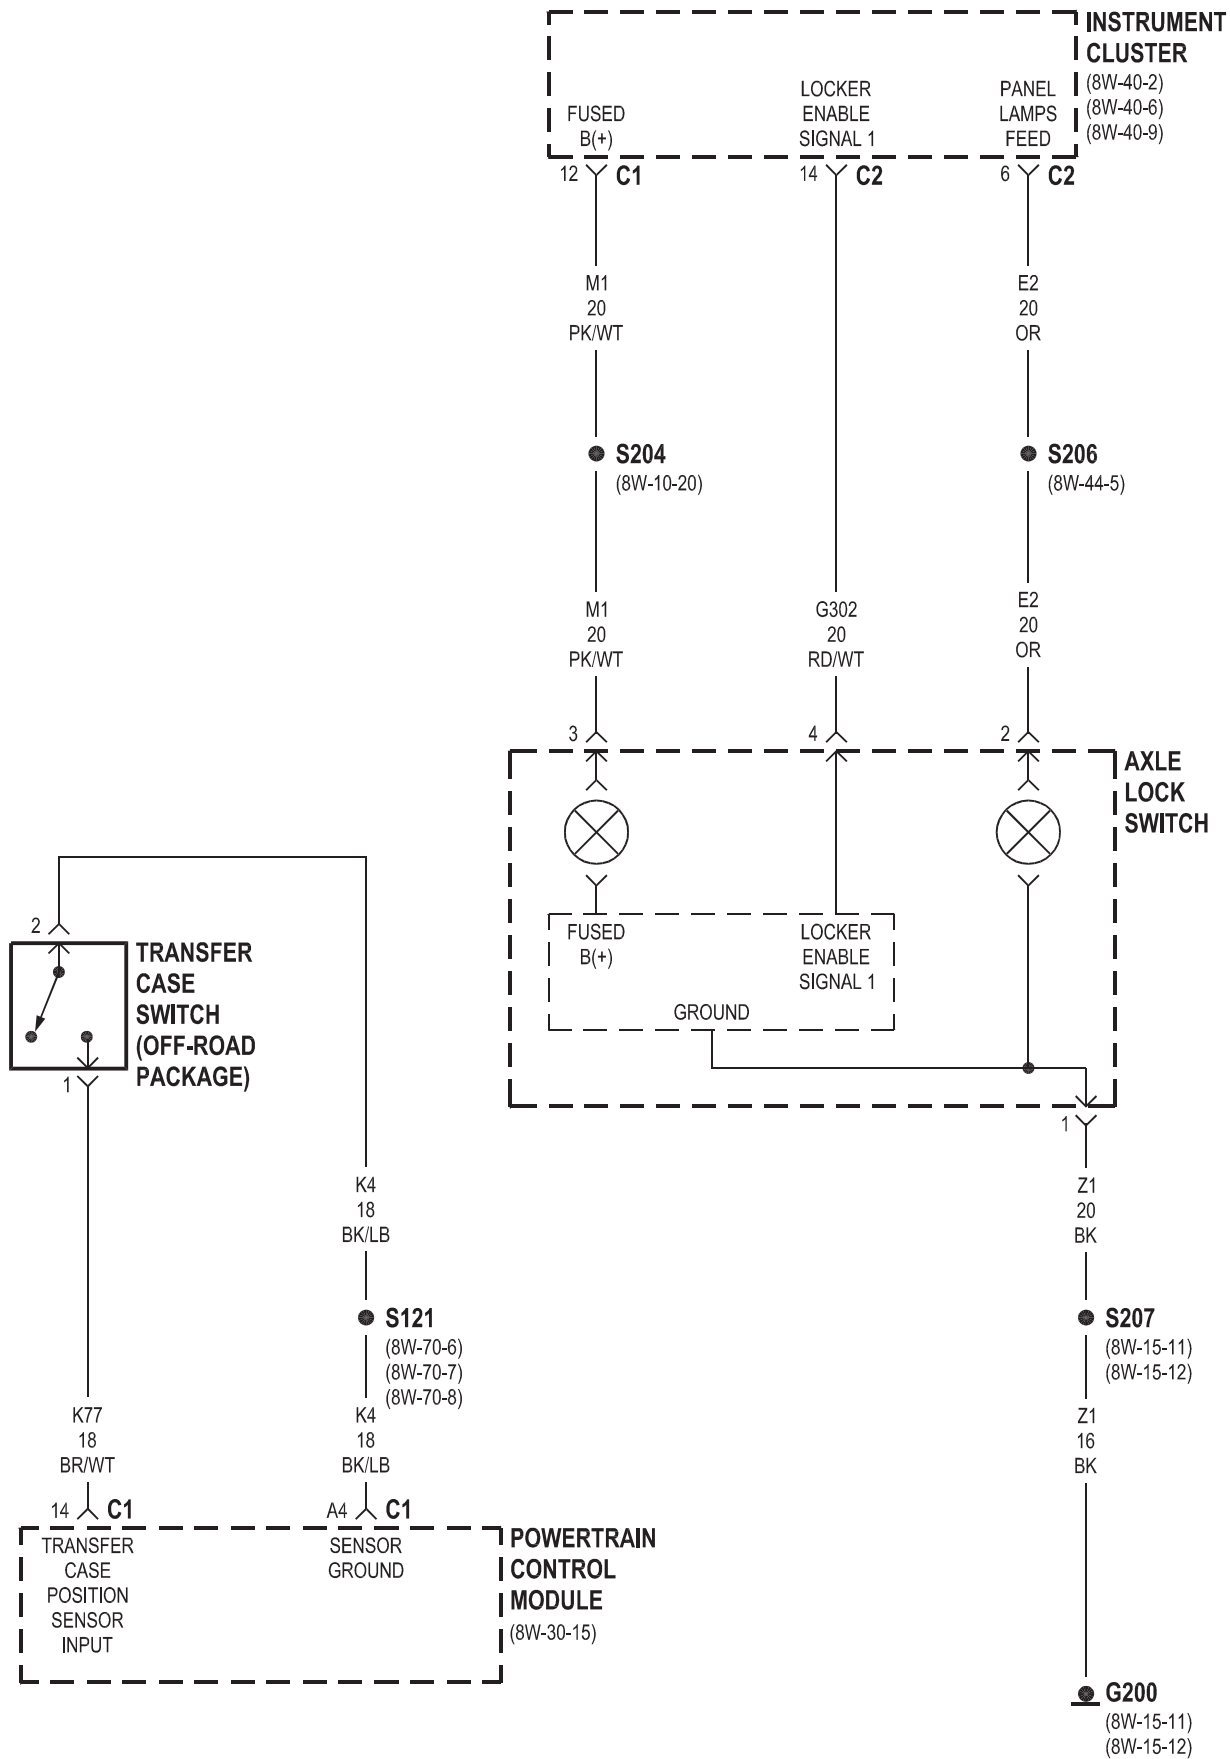 INSTRUMENT
CLUSTER
(8W-40-2)
(8W-40-6)
(8W-40-9)
FUSED
B(+)
LOCKER
ENABLE
SIGNAL 1
PANEL
LAMPS
FEED
12 C1
14 C2
6 C2
M1
20
PK/WT
E2
20
OR
S204
(8W-10-20)
S206
(8W-44-5)
M1
20
PK/WT
G302
20
RD/WT
E2
20
OR
3
4
2
AXLE
LOCK
SWITCH
FUSED
B(+)
LOCKER
ENABLE
SIGNAL 1
GROUND
1
2
TRANSFER
CASE
SWITCH
(OFF-ROAD
PACKAGE)
1
K4
18
BK/LB
Z1
20
BK
S121
(8W-70-6)
(8W-70-7)
(8W-70-8)
S207
(8W-15-11)
(8W-15-12)
K77
18
BR/WT
K4
18
BK/LB
Z1
16
BK
14 C1
A4 C1
TRANSFER
CASE
POSITION
SENSOR
INPUT
SENSOR
GROUND
POWERTRAIN
CONTROL
MODULE
(8W-30-15)
G200
(8W-15-11)
(8W-15-12)